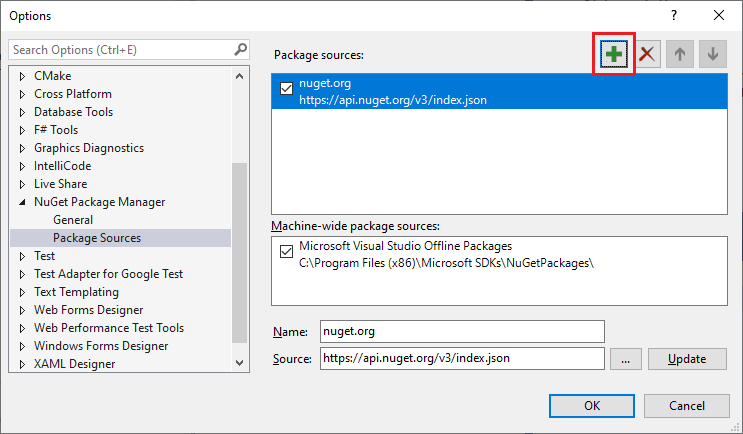 Options
?
Search Options (Ctrl+E)
CMake
Cross Platform
Database Tools
F# Tools
Graphics Diagnostics
IntelliCode
Live Share
NuGet Package Manager
General
Package Sources
Test
Test Adapter for Google Test
Text Templating
Web Forms Designer
Web Performance Test Tools
Windows Forms Designer
XAML Designer
Package sources:
nuget.org
https://api.nuget.org/v3/index.json
Machine-wide package sources:
Microsoft Visual Studio Offline Packages
C:\Program Files (x86)\Microsoft SDKs\NuGetPackages\
Name: nuget.org
Source: https://api.nuget.org/v3/index.json ... Update
OK Cancel